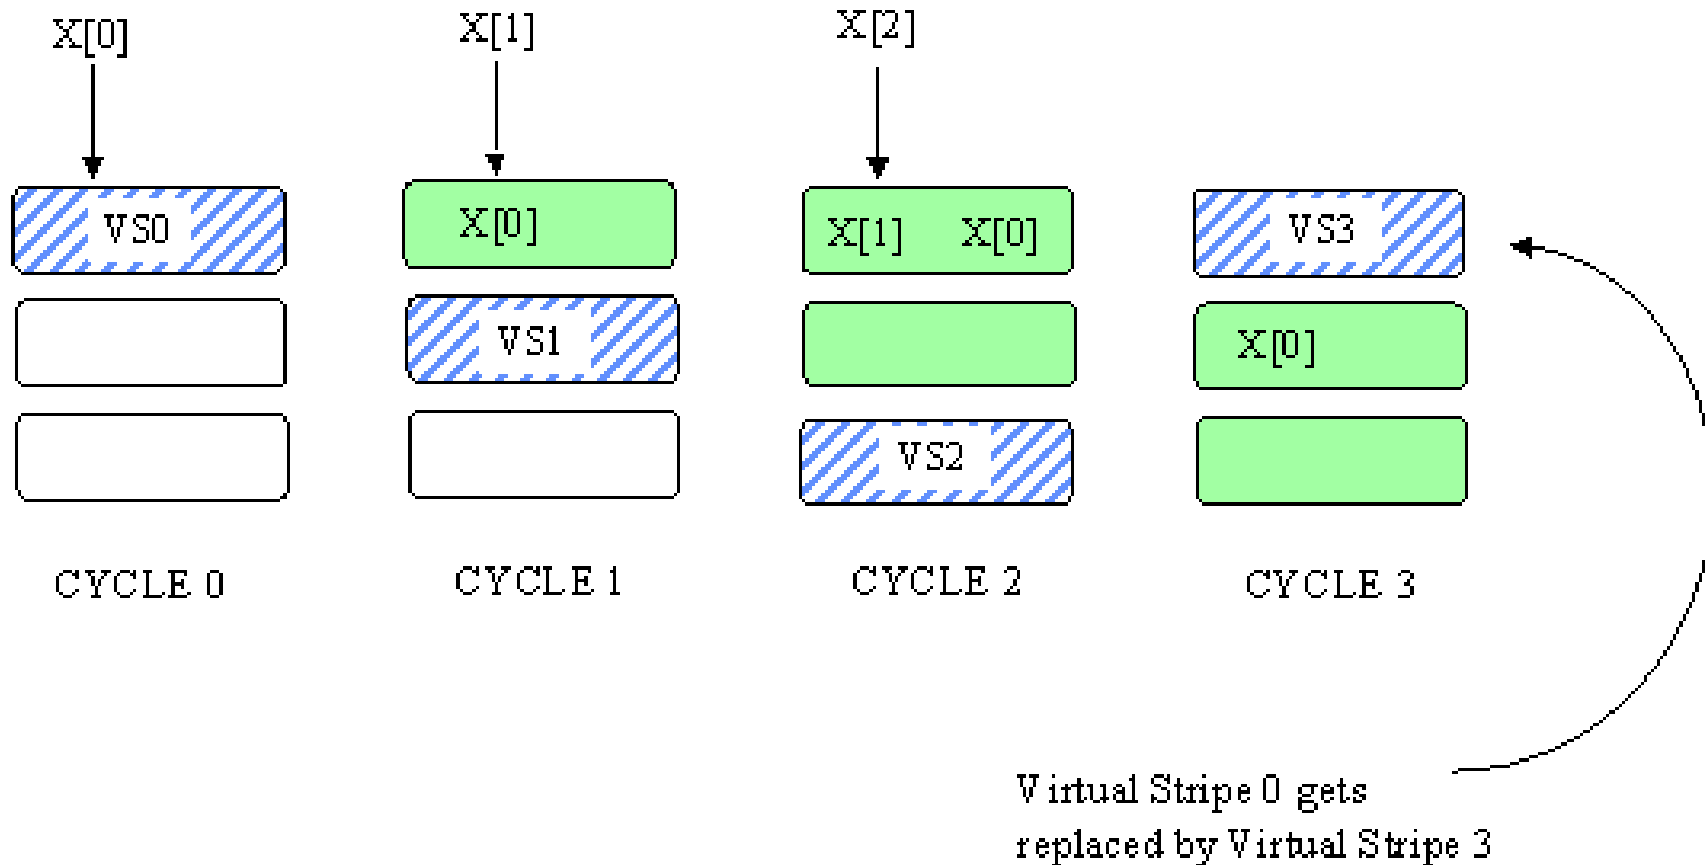 X[0]
X[1]
X[2]
VS0
X[0]
X[1] X[0]
VS3
VS1
X[0]
VS2
CYCLE 0
CYCLE 1
CYCLE 2
CYCLE 3
Virtual Stripe 0 gets
replaced by Virtual Stripe 3